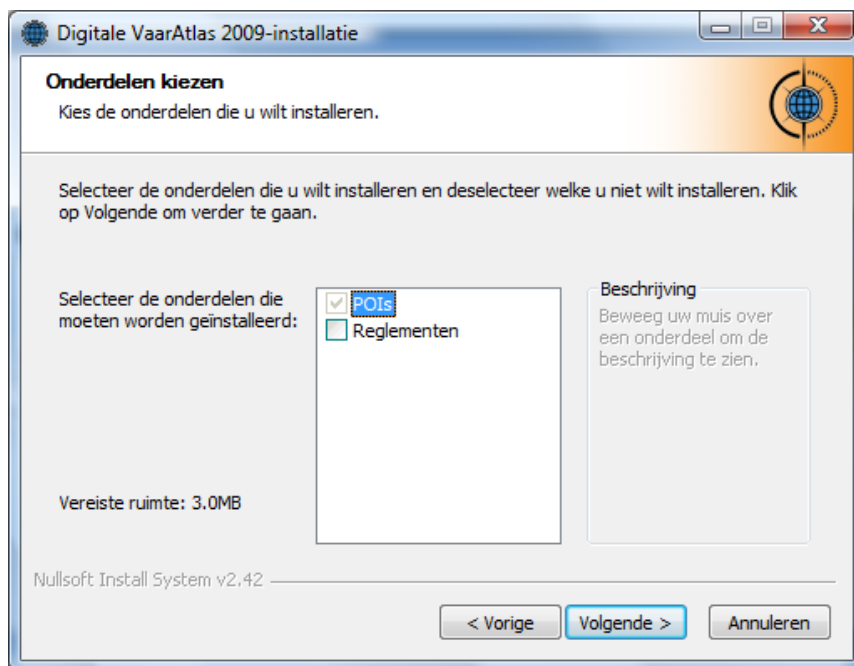 Digitale VaarAtlas 2009-installatie
Onderdelen kiezen
Kies de onderdelen die u wilt installeren.
Selecteer de onderdelen die u wilt installeren en deselecteer welke u niet wilt installeren. Klik
op Volgende om verder te gaan.
Selecteer de onderdelen die
moeten worden geïnstalleerd:
POIs
Reglementen
Beschrijving
Beweeg uw muis over
een onderdeel om de
beschrijving te zien.
Vereiste ruimte: 3.0MB
Nullsoft Install System v2.42
< Vorige
Volgende >
Annuleren